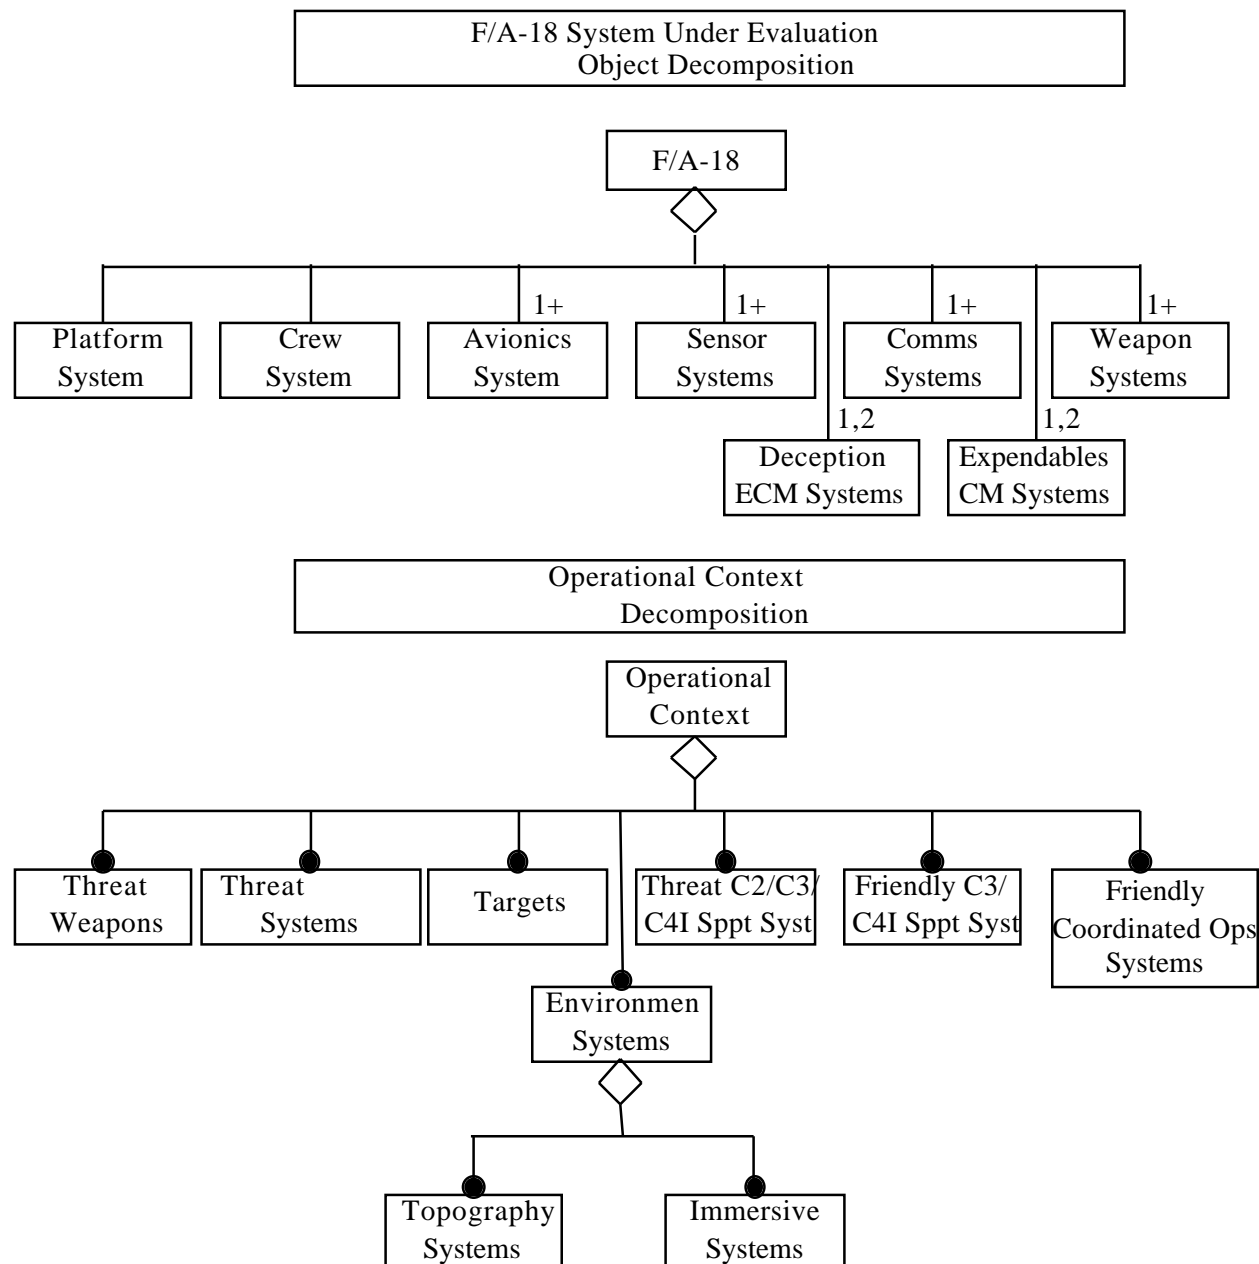 F/A-18 System Under Evaluation
Object Decomposition
F/A-18
1+
1+
1+
1+
Platform
System
Crew
System
Avionics
System
Sensor
Systems
Comms
Systems
Weapon
Systems
1,2
1,2
Deception
ECM Systems
Expendables
CM Systems
Operational Context
Decomposition
Operational
Context
Threat
Weapons
Threat
Systems
Targets
Threat C2/C3/
C4I Sppt Syst
Friendly C3/
C4I Sppt Syst
Friendly
Coordinated Ops
Systems
Environmen
Systems
Topography
Systems
Immersive
Systems